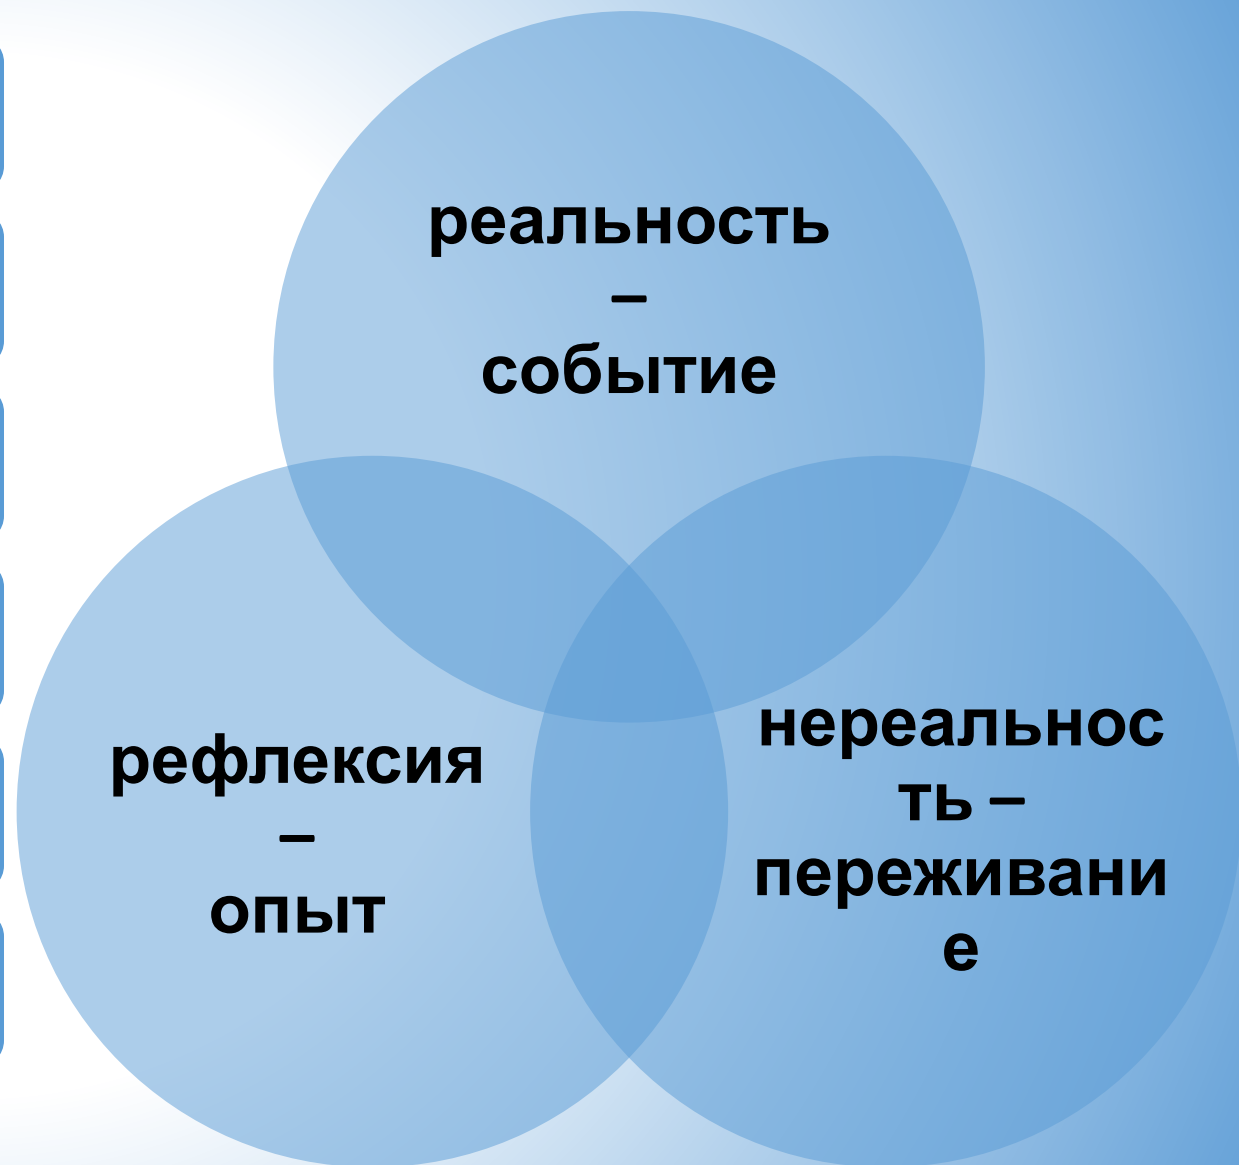 реальность
–
событие
рефлексия
–
опыт
нереальнос
ть –
переживани
е